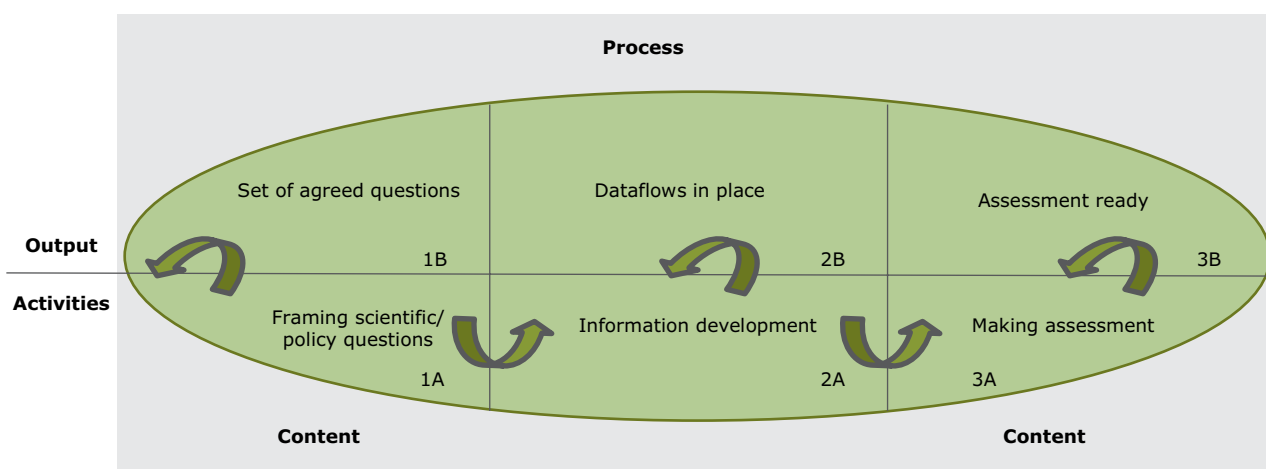 Process
Set of agreed questions
Dataflows in place
Assessment ready
Output
1B
2B
3B
Activities
Framing scientific/
policy questions
Information development
Making assessment
1A
2A
3A
Content
Content